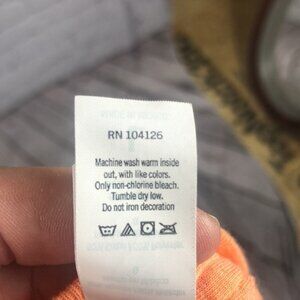 RN 104126
Machine wash warm inside
out, with like colors.
Only non-chlorine bleach.
Tumble dry low.
Do not iron decoration